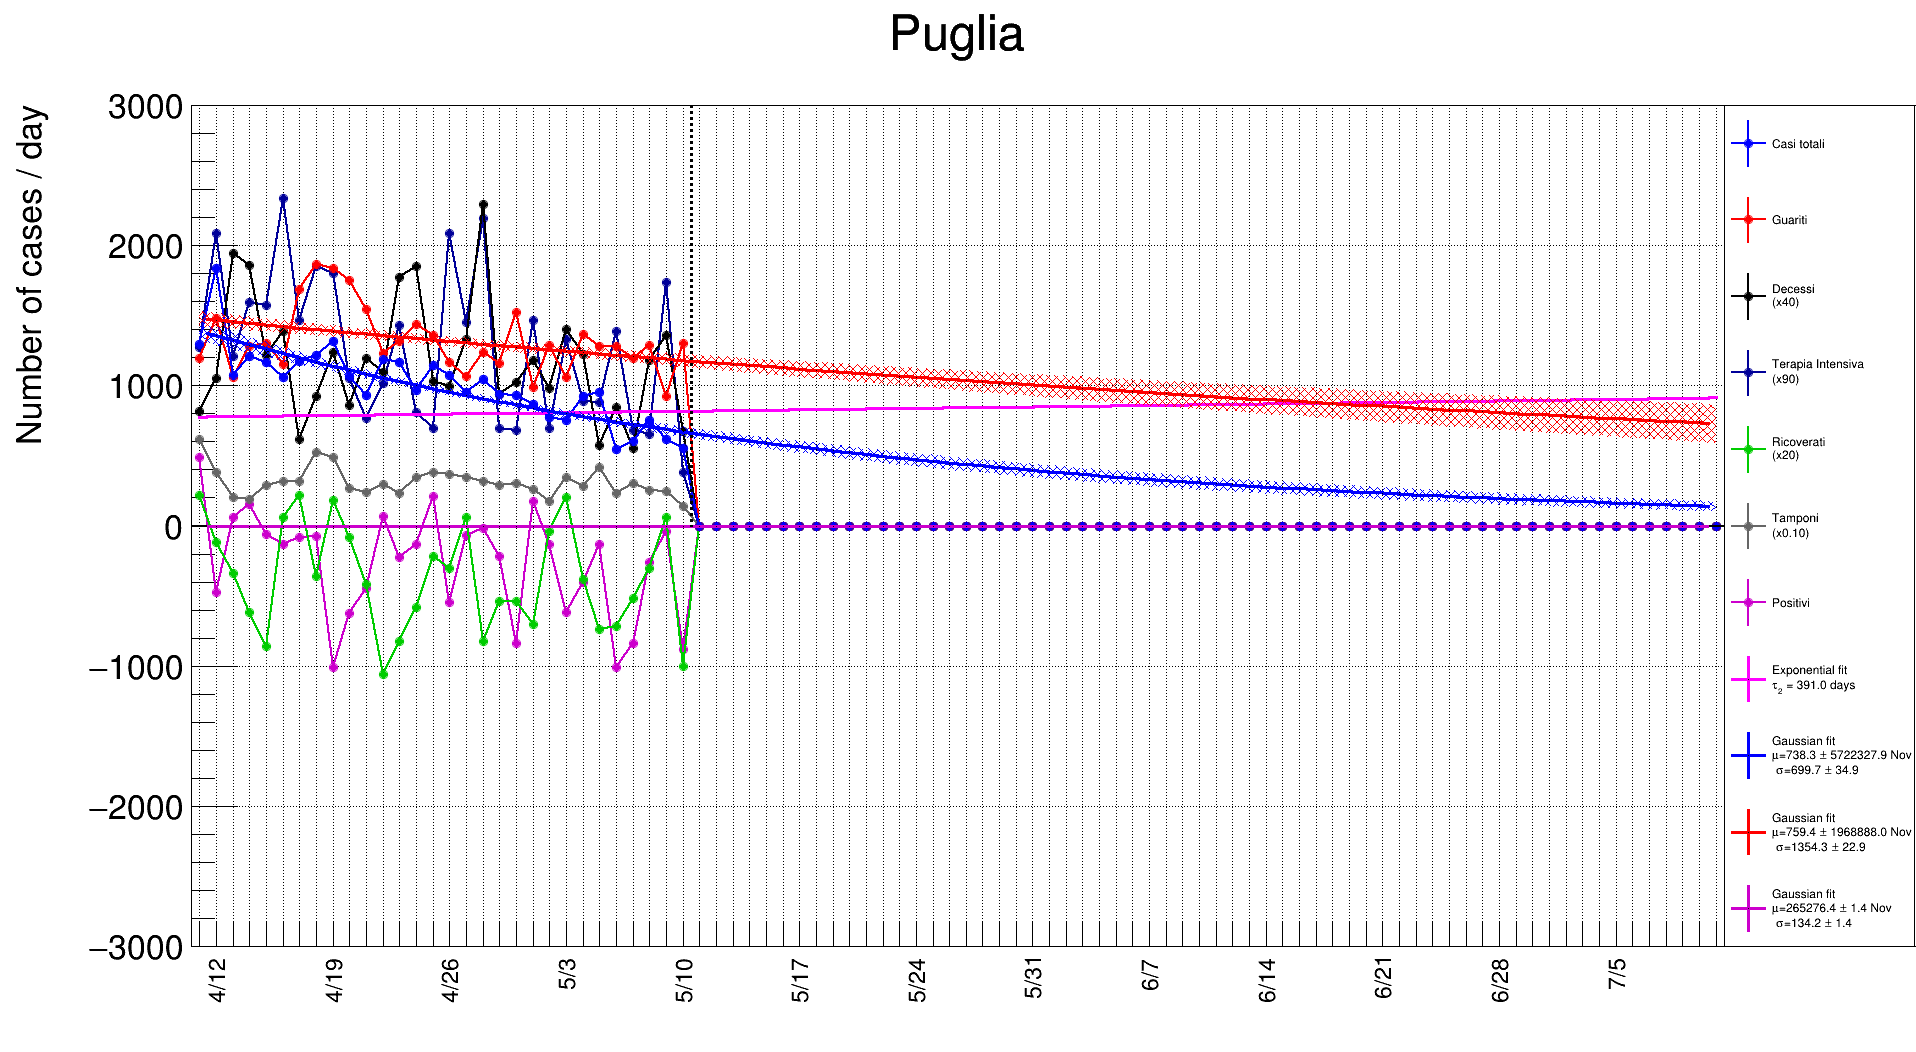 Puglia
Number of cases / day
3000
2000
1000
0
−1000
−2000
−3000
4/12
4/19
4/26
5/3
5/10
5/17
5/24
5/31
6/7
6/14
6/21
6/28
7/5
Casi totali
Guariti
Decessi
(x40)
Terapia Intensiva
(x90)
Ricoverati
(x20)
Tamponi
(x0.10)
Positivi
Exponential fit
τ2 = 391.0 days
Gaussian fit
μ=738.3 ± 5722327.9 Nov
σ=699.7 ± 34.9
Gaussian fit
μ=759.4 ± 1968888.0 Nov
σ=1354.3 ± 22.9
Gaussian fit
μ=265276.4 ± 1.4 Nov
σ=134.2 ± 1.4